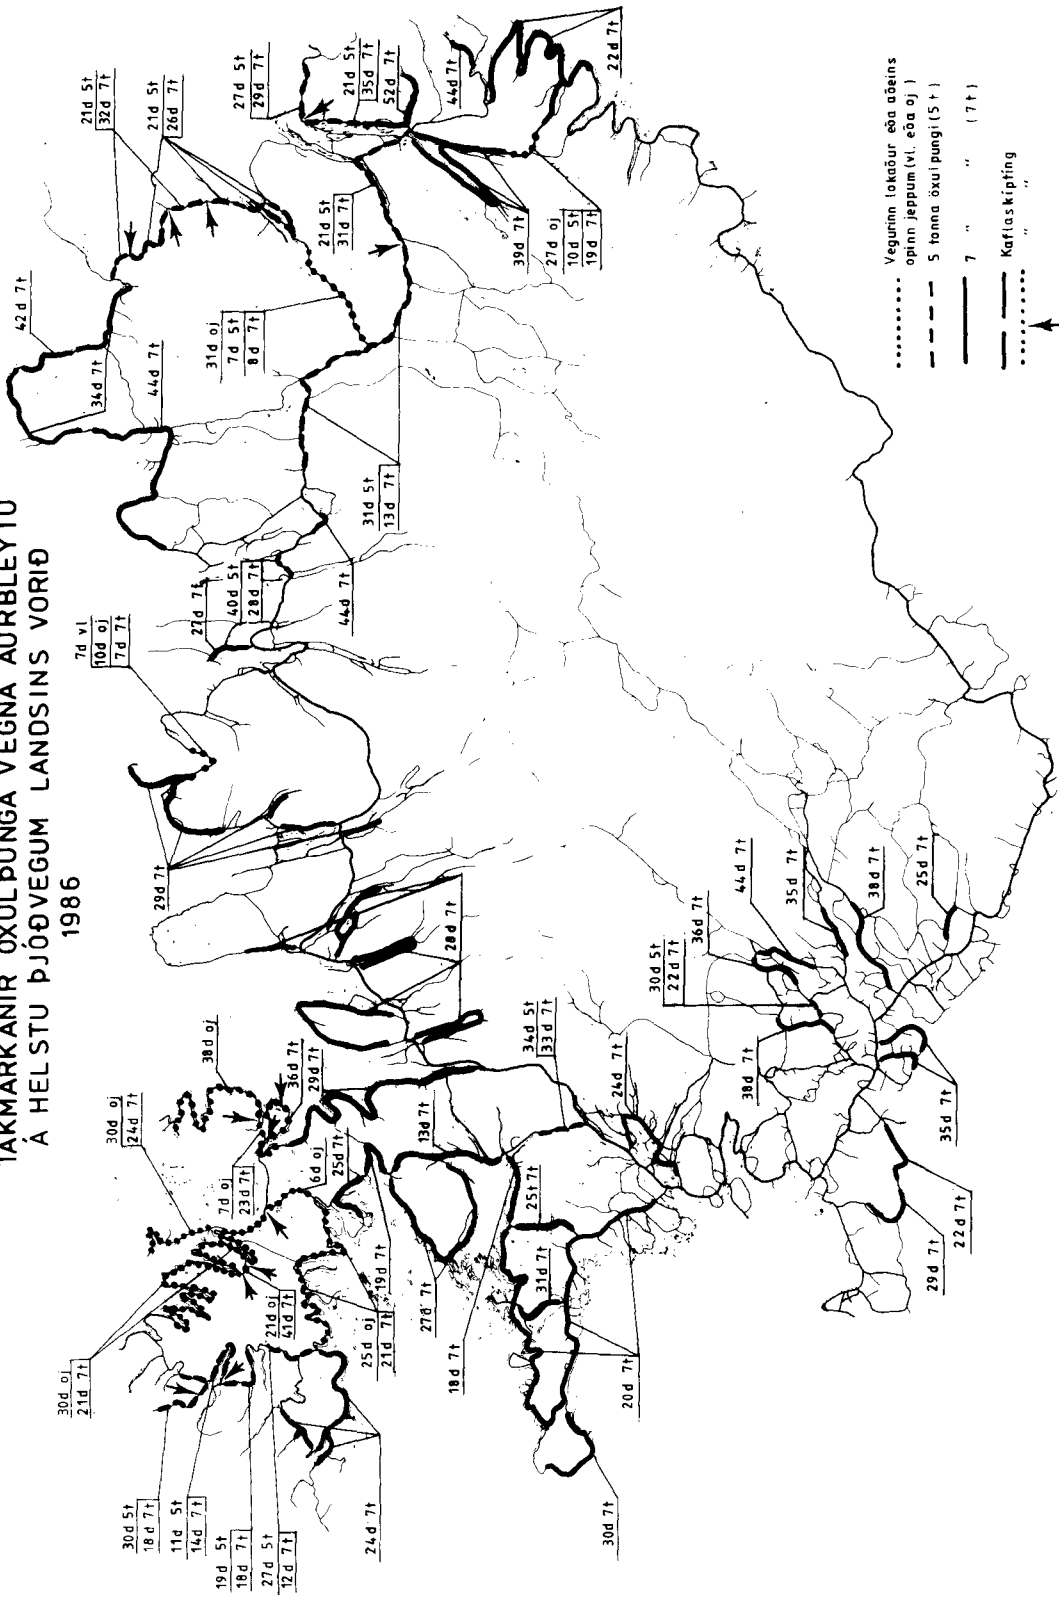 TAKMARKANIR ÖXULÞUNGA VEGNA AURBLEYTU
Á HELSTU ÞJÓÐVEGUM LANDSINS VORIÐ
1986
30d 5t
18d 7t
11d 5t
14d 7t
19d 5t
18d 7t
27d 5t
12d 7t
24d 7t
30d oj
21d 7t
30d oj
24d 7t
38d oj
7d oj
23d 7t
36d 7t
29d 7t
6d oj
25d 7t
21d oj
41d 7t
25d oj
21d 7t
19d 7t
27d 7t
13d 7t
18d 7t
25t 7t
31d 7t
20d 7t
30d 7t
34d 5t
33d 7t
24d 7t
28d 7t
29d 7t
7d vl
10d oj
7d 7t
27d 7t
40d 5t
28d 7t
44d 7t
31d 5t
13d 7t
44d 7t
34d 7t
42d 7t
31d oj
7d 5t
8d 7t
21d 5t
32d 7t
21d 5t
26d 7t
27d 5t
29d 7t
21d 5t
35d 7t
52d 7t
21d 5t
31d 7t
44d 7t
22d 7t
39d 7t
27d oj
10d 5t
19d 7t
30d 5t
22d 7t
36d 7t
44d 7t
35d 7t
38d 7t
25d 7t
38d 7t
35d 7t
22d 7t
29d 7t
Vegurinn lokaður eða aðeins
opinn jeppum (vl. eða oj )
5 tonna öxulþungi (5 t )
7 " " ( 7t )
Kaflaskipting
" "